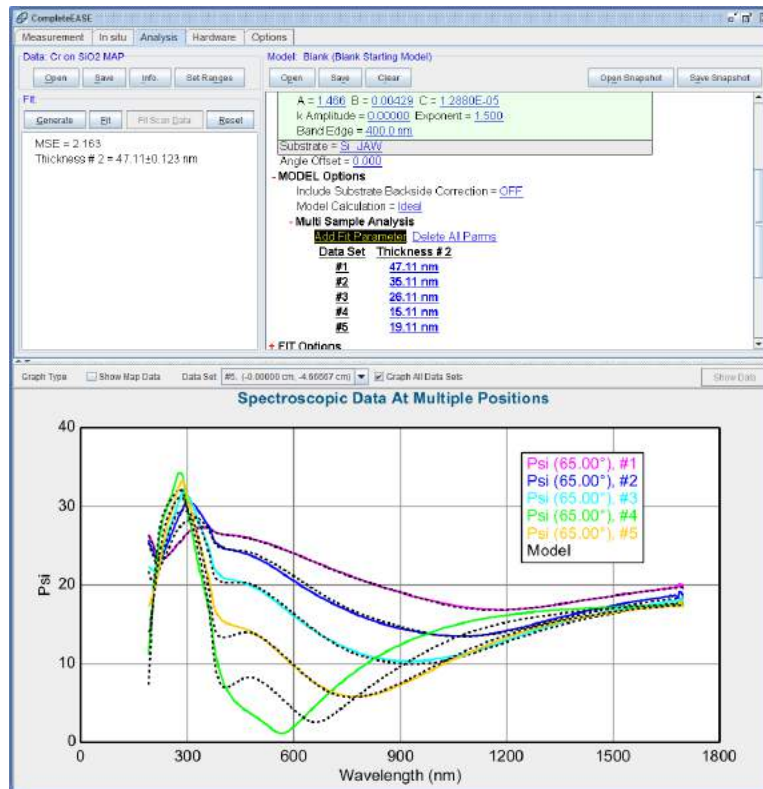 CompleteEASE
Measurement In situ Analysis Hardware Options
Data: Cr on SiO2 MAP
Open Save Info. Set Ranges
Model: Blank (Blank Starting Model)
Open Save Clear Open Snapshot Save Snapshot
Fit:
Generate Fit Fit Scan Data Reset
MSE = 2.163
Thickness # 2 = 47.11±0.123 nm
A = 1.466 B = 0.00429 C = 1.2880E-05
k Amplitude = 0.00000 Exponent = 1.500
Band Edge = 400.0 nm
Substrate = Si_JAW
Angle Offset = 0.000
- MODEL Options
Include Substrate Backside Correction = OFF
Model Calculation = Ideal
- Multi Sample Analysis
Add Fit Parameter Delete All Parms
Data Set Thickness # 2
#1 47.11 nm
#2 35.11 nm
#3 26.11 nm
#4 15.11 nm
#5 19.11 nm
+ FIT Options
Graph Type Show Map Data Data Set #5, (-0.00000 cm, -4.66667 cm) Graph All Data Sets Show Data
Spectroscopic Data At Multiple Positions
Psi (65.00°), #1
Psi (65.00°), #2
Psi (65.00°), #3
Psi (65.00°), #4
Psi (65.00°), #5
Model
40
30
20
10
0
Psi
0 300 600 900 1200 1500 1800
Wavelength (nm)